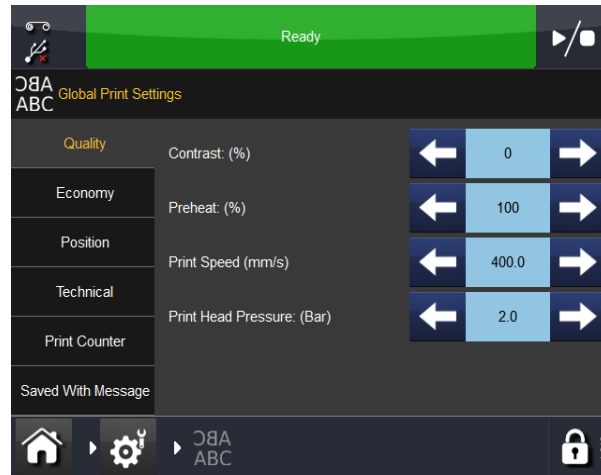 Ready
ABC
ABC
Global Print Settings
Quality
Economy
Position
Technical
Print Counter
Saved With Message
Contrast: (%)
0
Preheat: (%)
100
Print Speed (mm/s)
400.0
Print Head Pressure: (Bar)
2.0
ABC
ABC